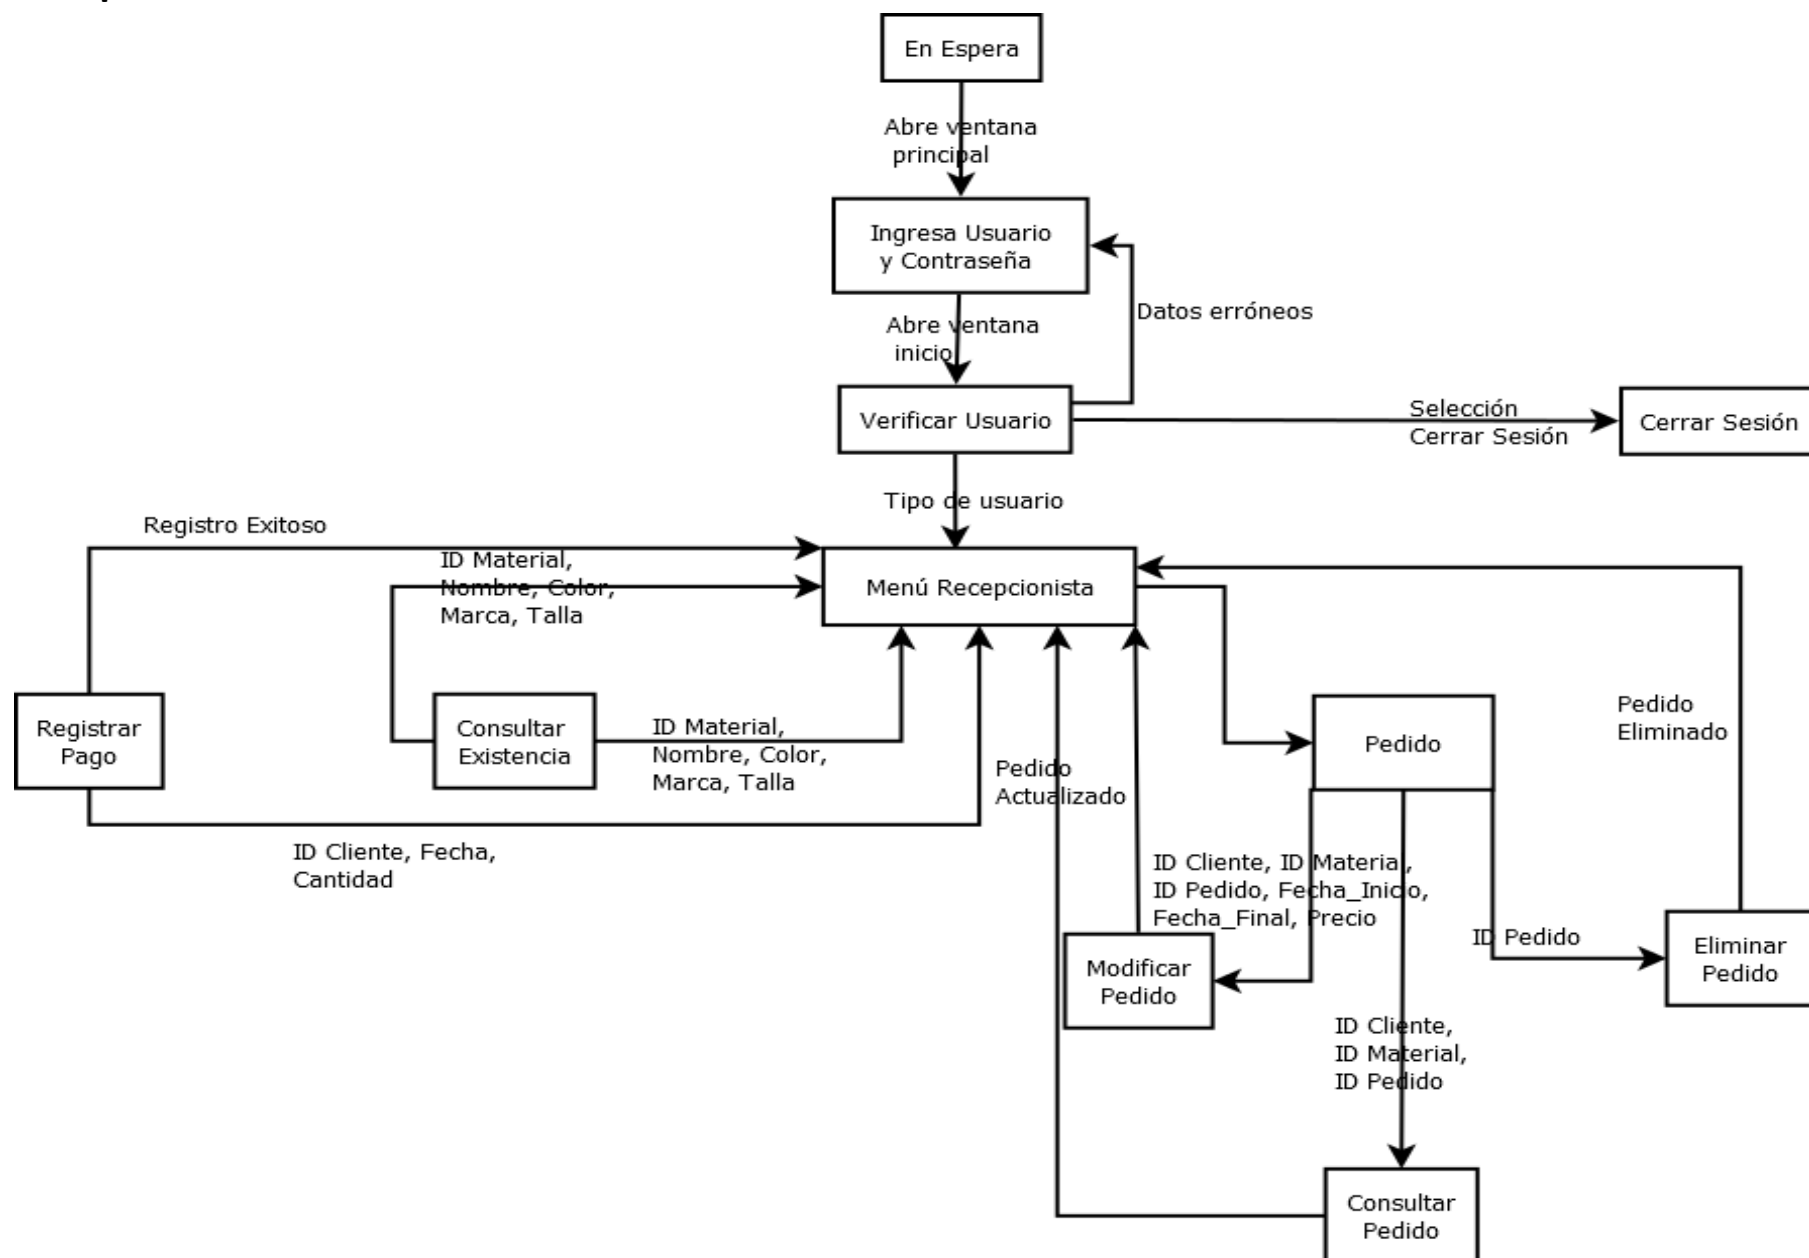 En Espera
Abre ventana
principal
Ingresa Usuario
y Contraseña
Abre ventana
inicio
Datos erróneos
Verificar Usuario
Selección
Cerrar Sesión
Cerrar Sesión
Tipo de usuario
Registro Exitoso
ID Material,
Nombre, Color,
Marca, Talla
Menú Recepcionista
Registrar
Pago
Consultar
Existencia
ID Material,
Nombre, Color,
Marca, Talla
Pedido
Actualizado
Pedido
Pedido
Eliminado
ID Cliente, Fecha,
Cantidad
ID Cliente, ID Material,
ID Pedido, Fecha_Inicio,
Fecha_Final, Precio
ID Pedido
Eliminar
Pedido
Modificar
Pedido
ID Cliente,
ID Material,
ID Pedido
Consultar
Pedido